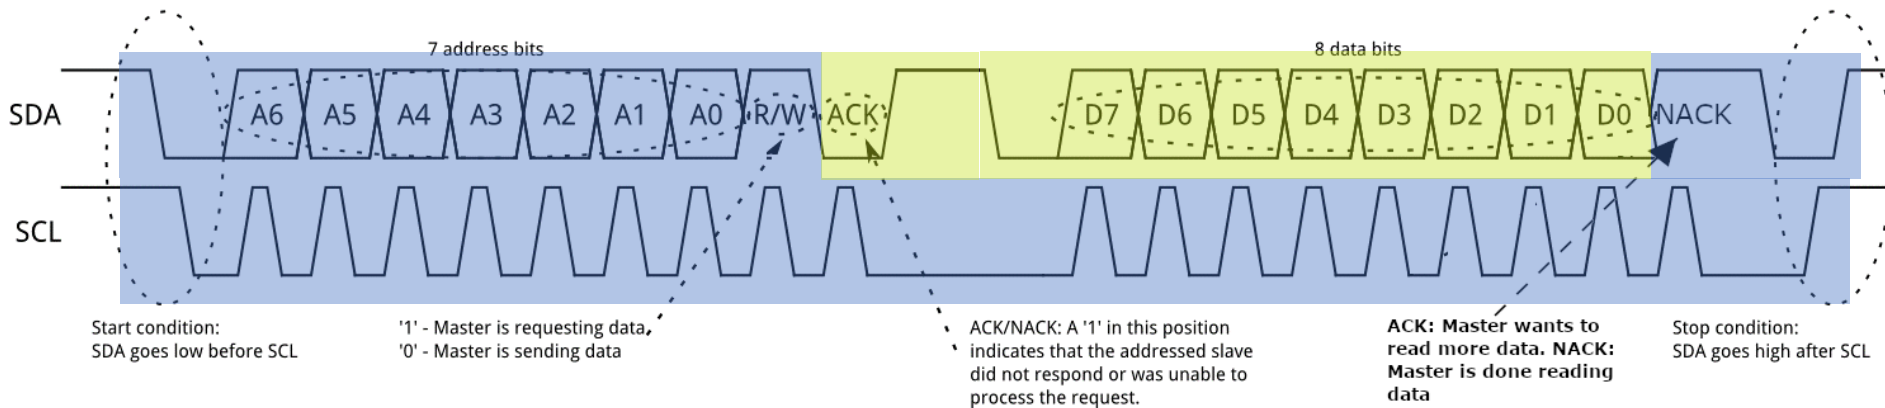 7 address bits
8 data bits
SDA
A6 A5 A4 A3 A2 A1 A0 R/W ACK D7 D6 D5 D4 D3 D2 D1 D0 NACK
SCL
Start condition:
SDA goes low before SCL
'1' - Master is requesting data
'0' - Master is sending data
ACK/NACK: A '1' in this position
indicates that the addressed slave
did not respond or was unable to
process the request.
ACK: Master wants to
read more data. NACK:
Master is done reading
data
Stop condition:
SDA goes high after SCL